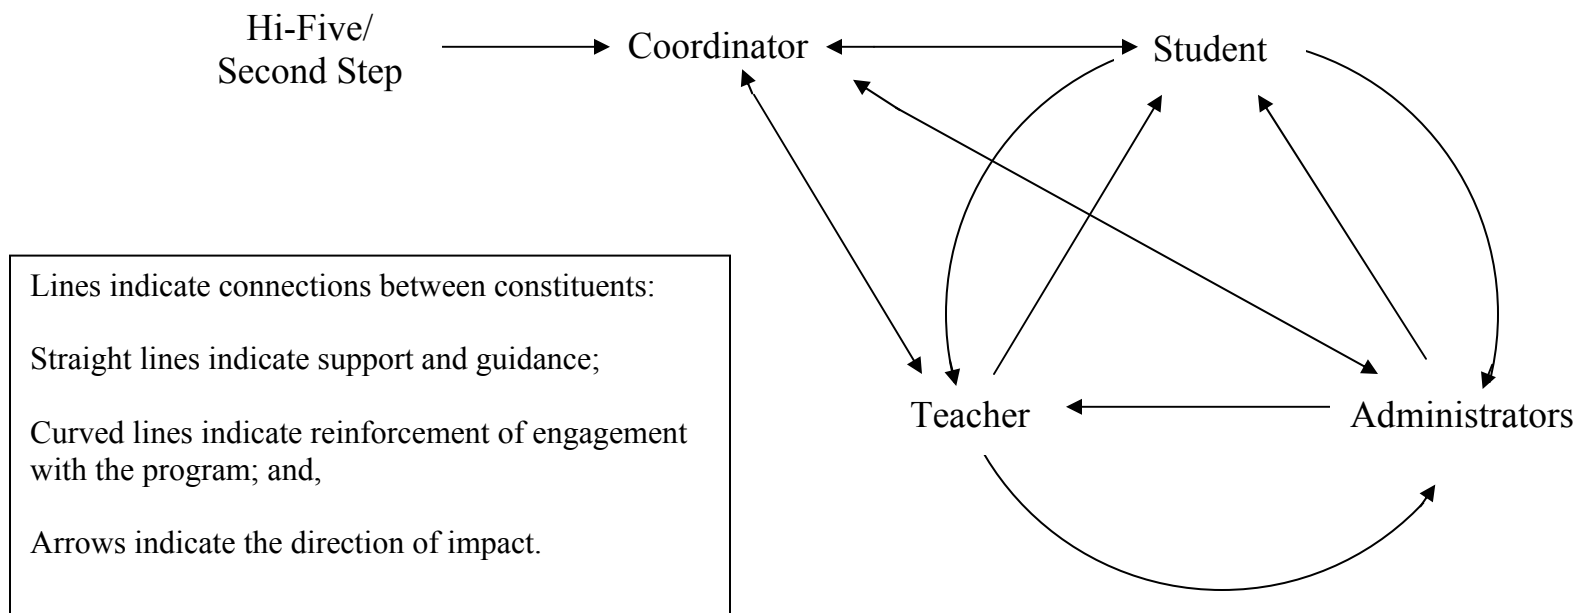 Hi-Five/
Second Step
Coordinator
Student
Lines indicate connections between constituents:
Straight lines indicate support and guidance;
Curved lines indicate reinforcement of engagement
with the program; and,
Arrows indicate the direction of impact.
Teacher
Administrators